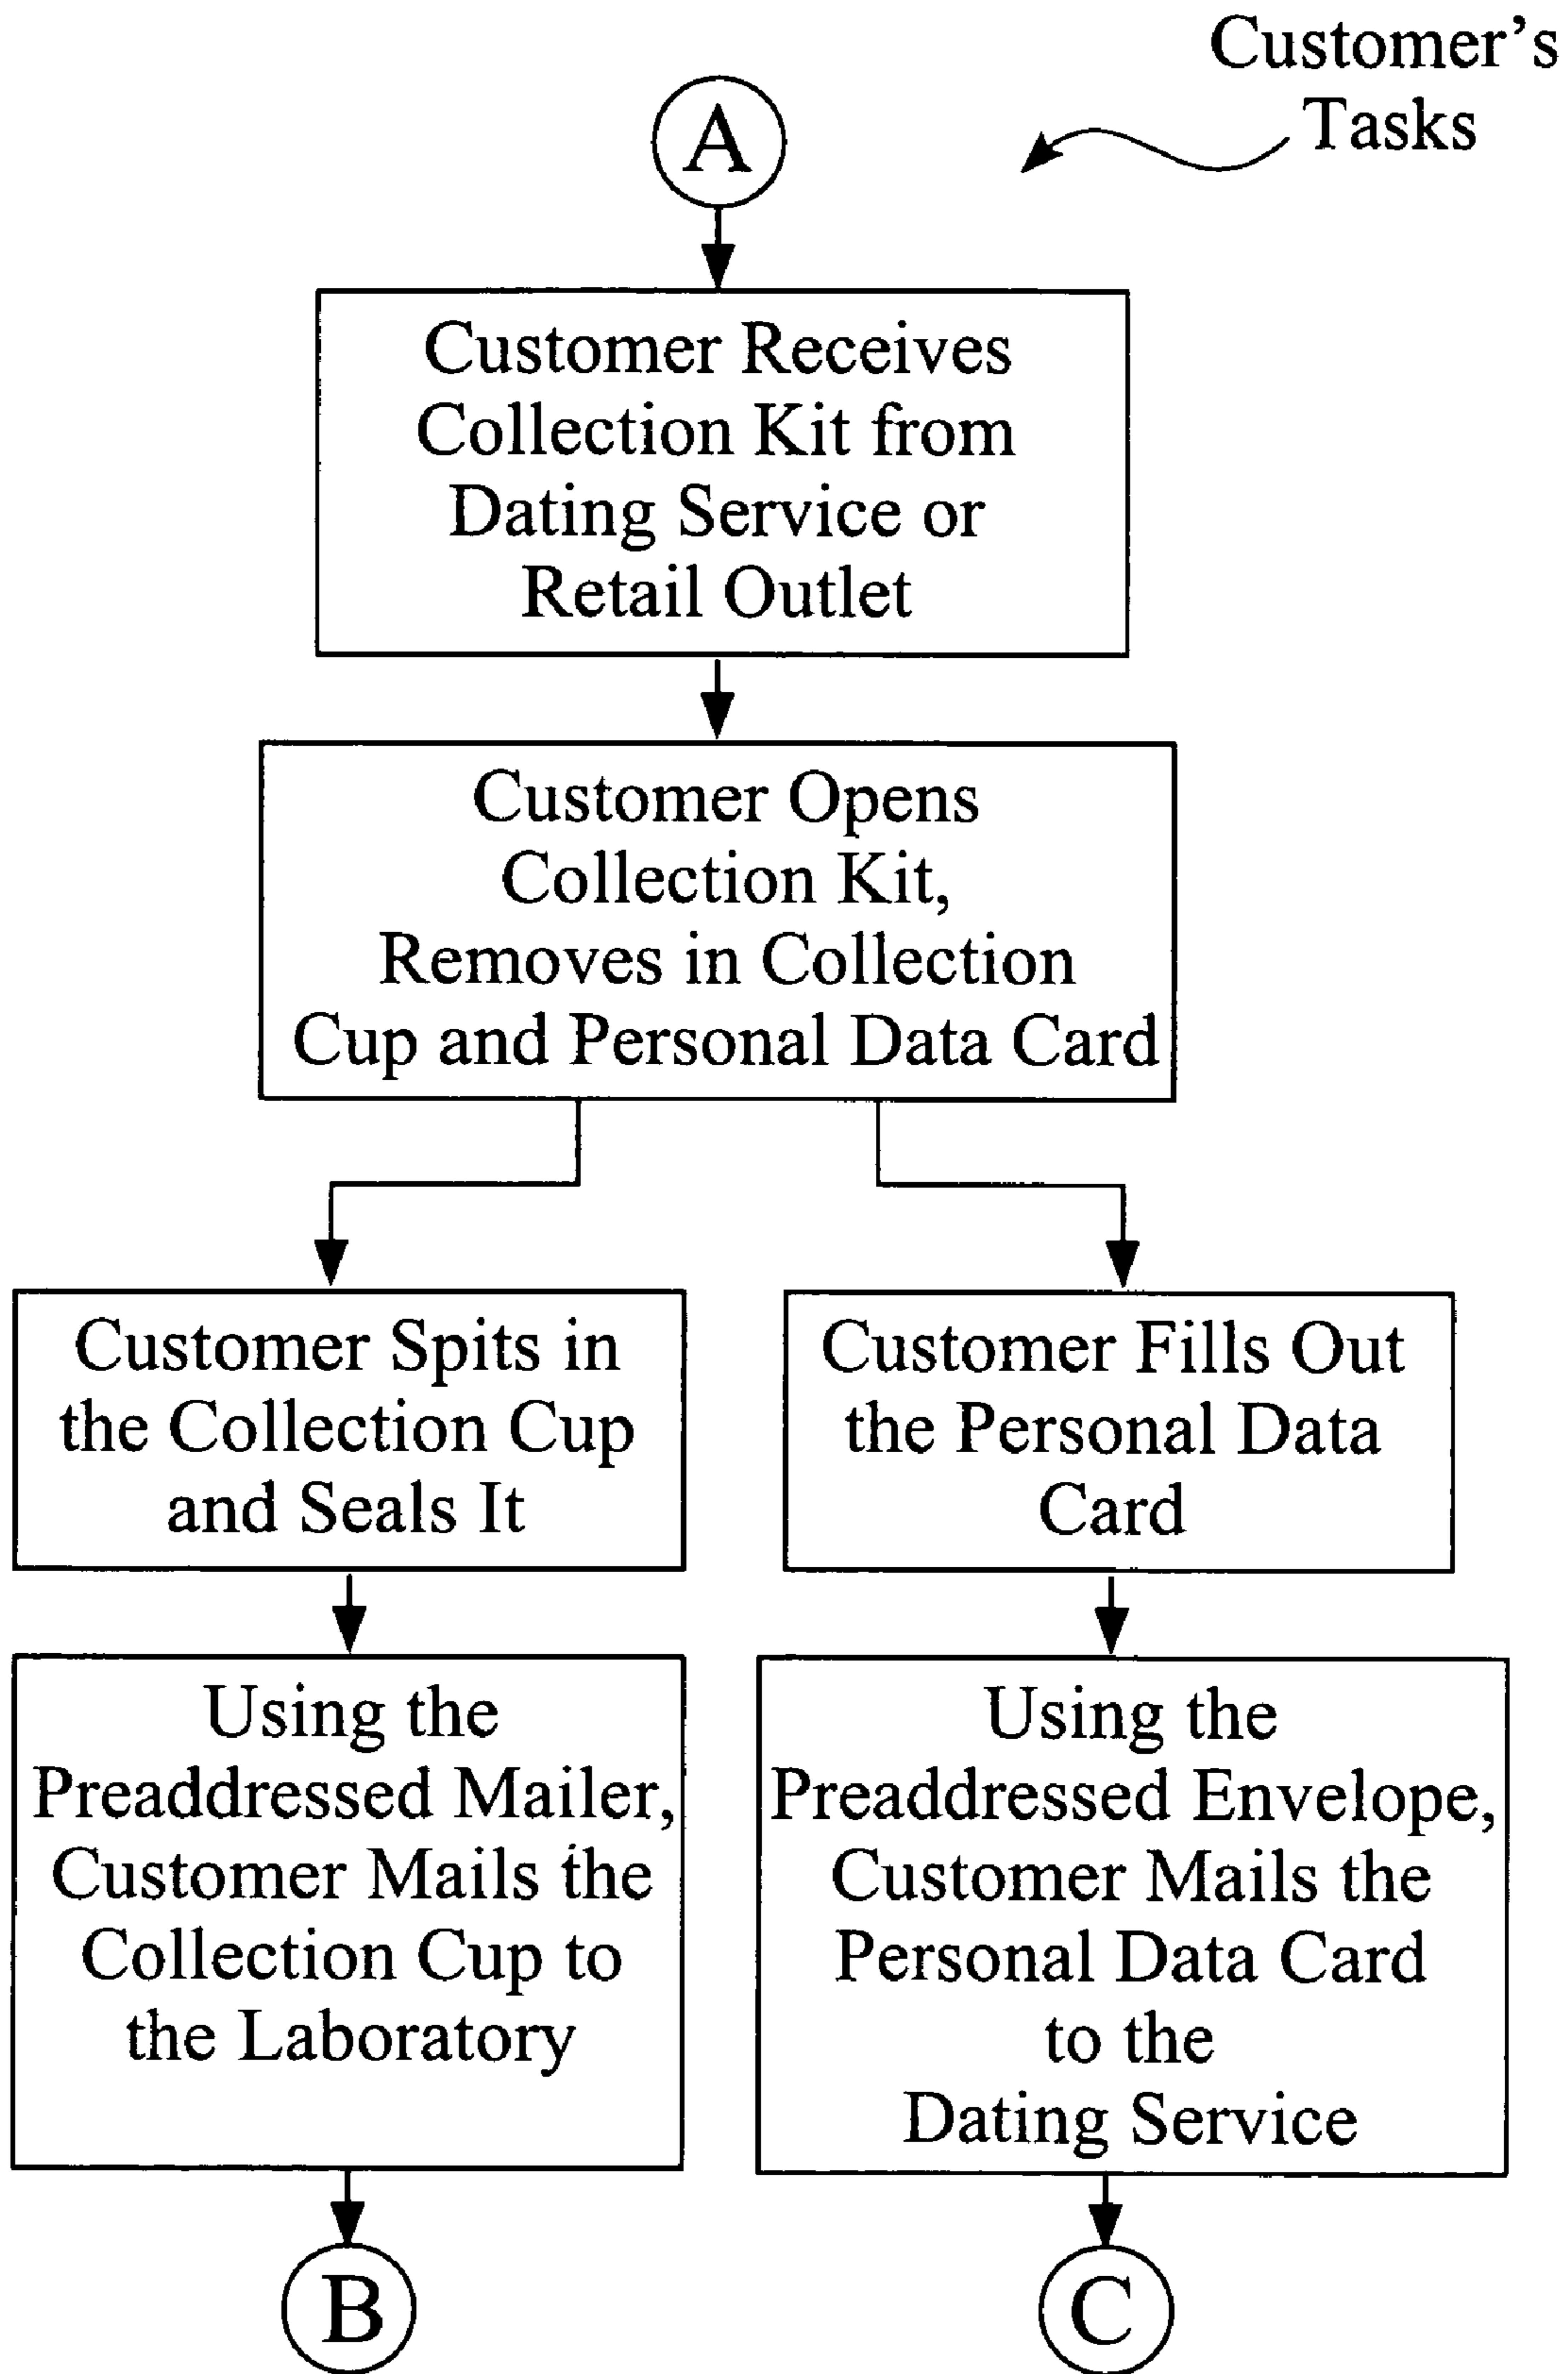 Customer's
Tasks
A
Customer Receives
Collection Kit from
Dating Service or
Retail Outlet
Customer Opens
Collection Kit,
Removes in Collection
Cup and Personal Data Card
Customer Spits in
the Collection Cup
and Seals It
Customer Fills Out
the Personal Data
Card
Using the
Preaddressed Mailer,
Customer Mails the
Collection Cup to
the Laboratory
Using the
Preaddressed Envelope,
Customer Mails the
Personal Data Card
to the
Dating Service
B
C